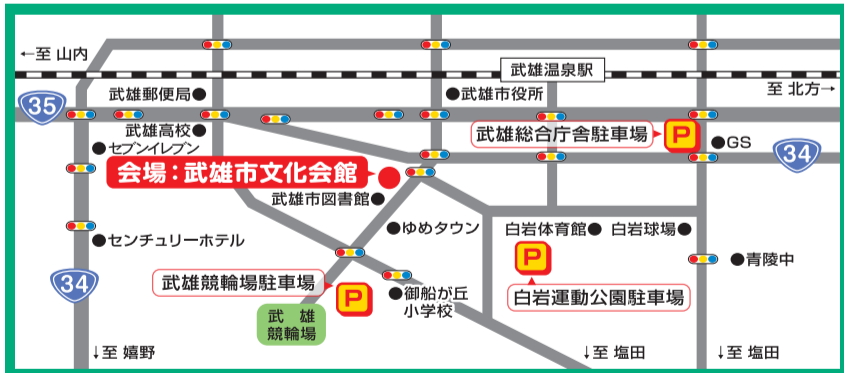 ←至 山内
武雄温泉駅
至 北方→
35
武雄郵便局
武雄市役所
武雄高校
セブンイレブン
武雄総合庁舎駐車場
P
GS
34
会場：武雄市文化会館
武雄市図書館
ゆめタウン
白岩体育館
白岩球場
センチュリーホテル
青陵中
34
武雄競輪場駐車場
P
御船が丘
小学校
P
白岩運動公園駐車場
武 雄
競輪場
↓至 嬉野
↓至 塩田
↓至 塩田